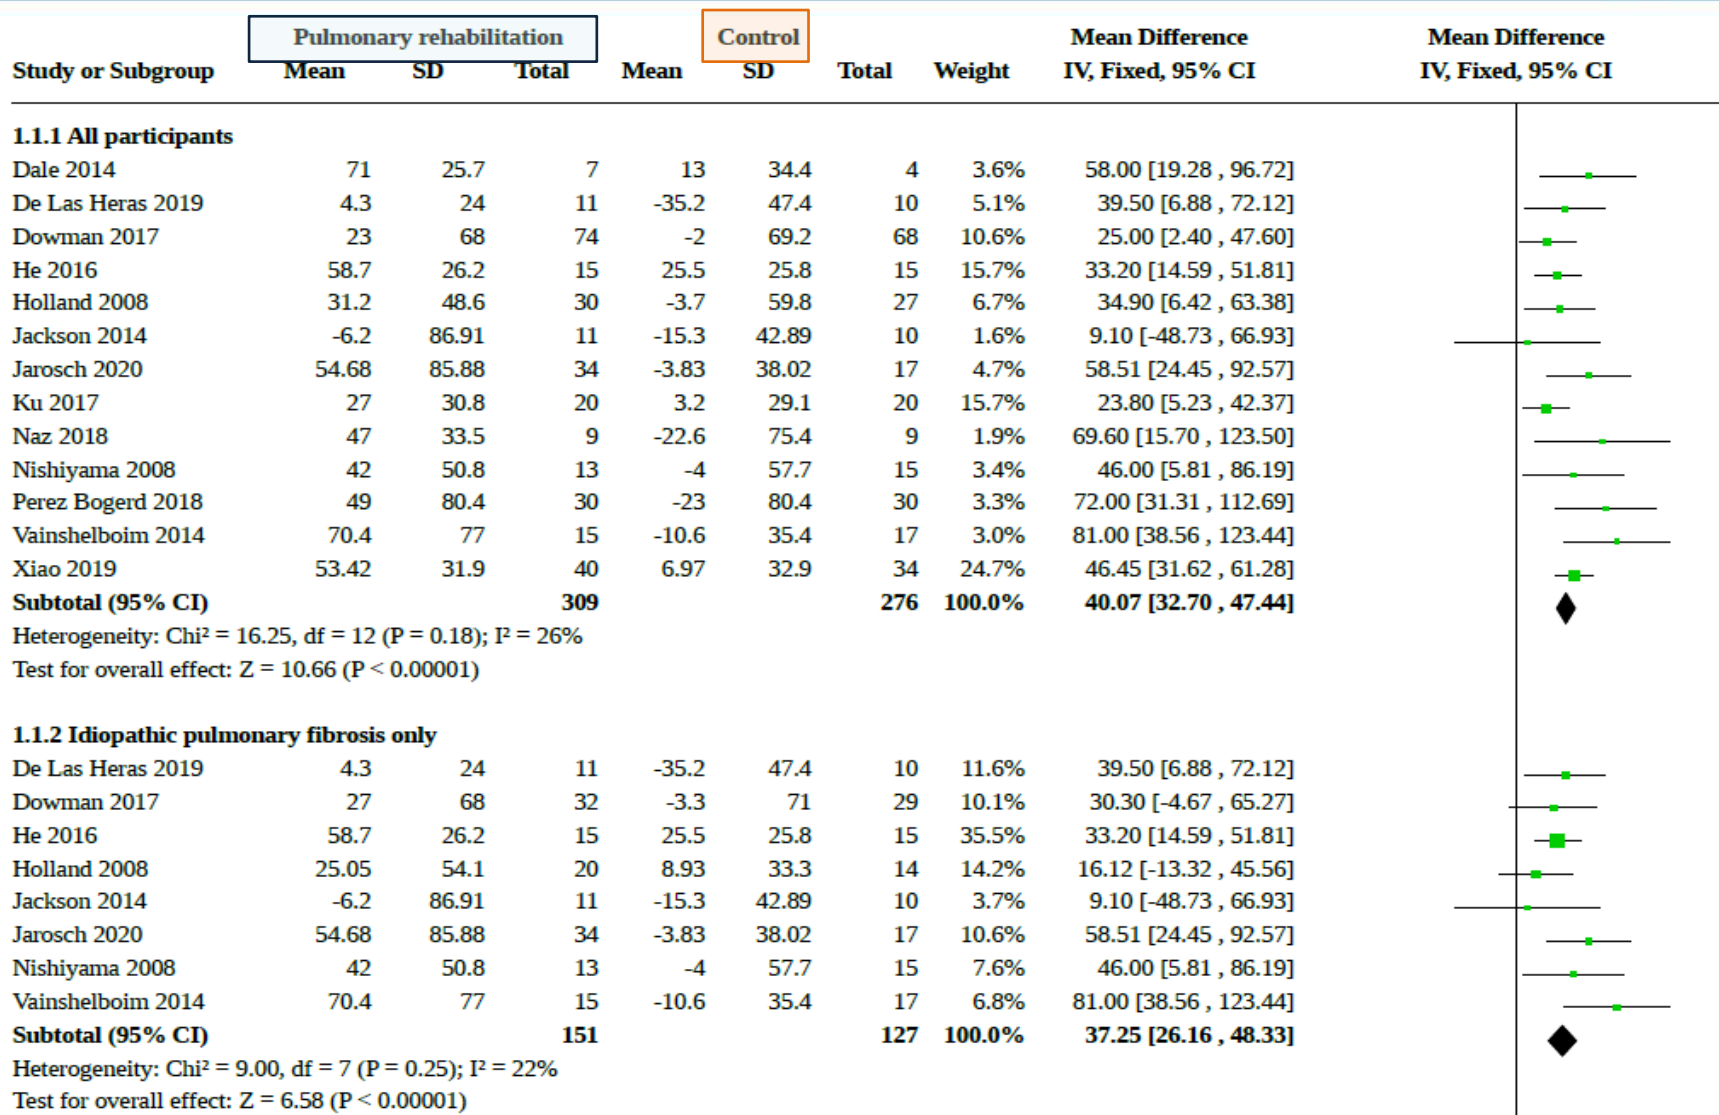 Pulmonary rehabilitation Control Mean Difference Mean Difference
Study or Subgroup Mean SD Total Mean SD Total Weight IV, Fixed, 95% CI IV, Fixed, 95% CI
1.1.1 All participants
Dale 2014 71 25.7 7 13 34.4 4 3.6% 58.00 [19.28 , 96.72]
De Las Heras 2019 4.3 24 11 -35.2 47.4 10 5.1% 39.50 [6.88 , 72.12]
Dowman 2017 23 68 74 -2 69.2 68 10.6% 25.00 [2.40 , 47.60]
He 2016 58.7 26.2 15 25.5 25.8 15 15.7% 33.20 [14.59 , 51.81]
Holland 2008 31.2 48.6 30 -3.7 59.8 27 6.7% 34.90 [6.42 , 63.38]
Jackson 2014 -6.2 86.91 11 -15.3 42.89 10 1.6% 9.10 [-48.73 , 66.93]
Jarosch 2020 54.68 85.88 34 -3.83 38.02 17 4.7% 58.51 [24.45 , 92.57]
Ku 2017 27 30.8 20 3.2 29.1 20 15.7% 23.80 [5.23 , 42.37]
Naz 2018 47 33.5 9 -22.6 75.4 9 1.9% 69.60 [15.70 , 123.50]
Nishiyama 2008 42 50.8 13 -4 57.7 15 3.4% 46.00 [5.81 , 86.19]
Perez Bogerd 2018 49 80.4 30 -23 80.4 30 3.3% 72.00 [31.31 , 112.69]
Vainshelboim 2014 70.4 77 15 -10.6 35.4 17 3.0% 81.00 [38.56 , 123.44]
Xiao 2019 53.42 31.9 40 6.97 32.9 34 24.7% 46.45 [31.62 , 61.28]
Subtotal (95% CI) 309 276 100.0% 40.07 [32.70 , 47.44]
Heterogeneity: Chi² = 16.25, df = 12 (P = 0.18); I² = 26%
Test for overall effect: Z = 10.66 (P < 0.00001)
1.1.2 Idiopathic pulmonary fibrosis only
De Las Heras 2019 4.3 24 11 -35.2 47.4 10 11.6% 39.50 [6.88 , 72.12]
Dowman 2017 27 68 32 -3.3 71 29 10.1% 30.30 [-4.67 , 65.27]
He 2016 58.7 26.2 15 25.5 25.8 15 35.5% 33.20 [14.59 , 51.81]
Holland 2008 25.05 54.1 20 8.93 33.3 14 14.2% 16.12 [-13.32 , 45.56]
Jackson 2014 -6.2 86.91 11 -15.3 42.89 10 3.7% 9.10 [-48.73 , 66.93]
Jarosch 2020 54.68 85.88 34 -3.83 38.02 17 10.6% 58.51 [24.45 , 92.57]
Nishiyama 2008 42 50.8 13 -4 57.7 15 7.6% 46.00 [5.81 , 86.19]
Vainshelboim 2014 70.4 77 15 -10.6 35.4 17 6.8% 81.00 [38.56 , 123.44]
Subtotal (95% CI) 151 127 100.0% 37.25 [26.16 , 48.33]
Heterogeneity: Chi² = 9.00, df = 7 (P = 0.25); I² = 22%
Test for overall effect: Z = 6.58 (P < 0.00001)